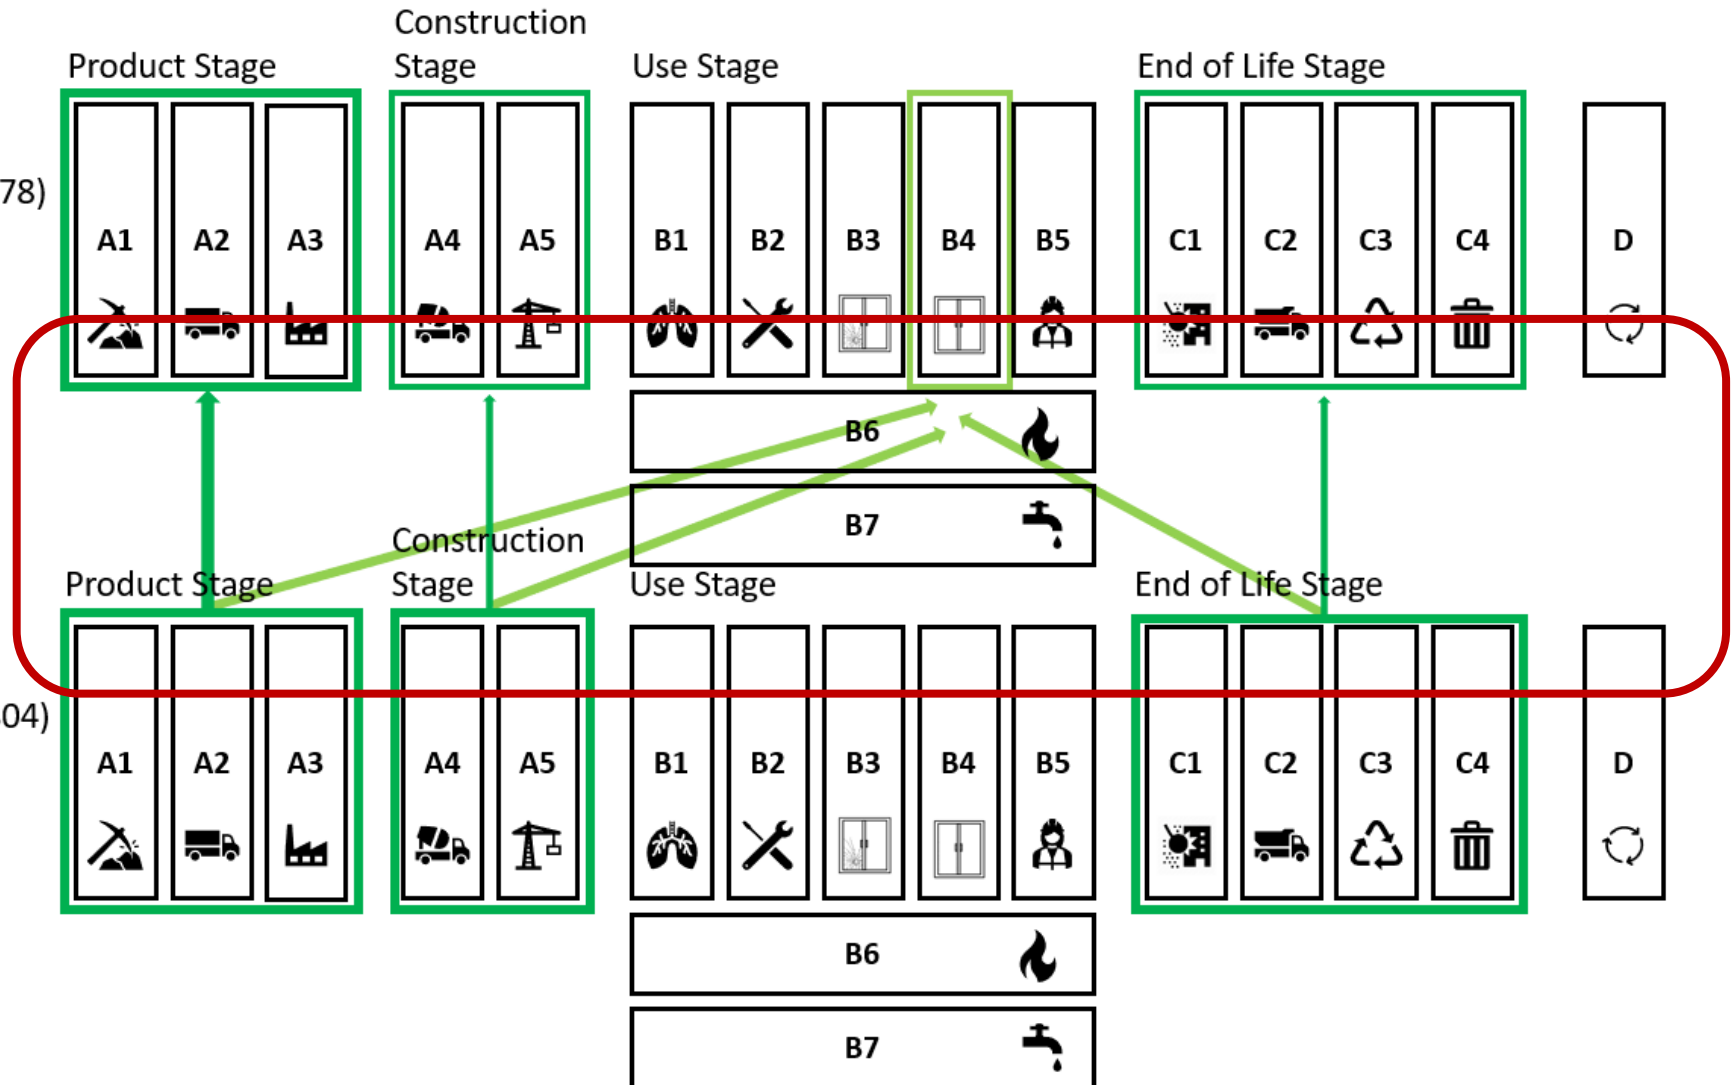 Construction
Product Stage Stage Use Stage End of Life Stage
78)
A1 A2 A3 A4 A5 B1 B2 B3 B4 B5 C1 C2 C3 C4 D
B6
B7
Construction
Product Stage Stage Use Stage End of Life Stage
04)
A1 A2 A3 A4 A5 B1 B2 B3 B4 B5 C1 C2 C3 C4 D
B6
B7